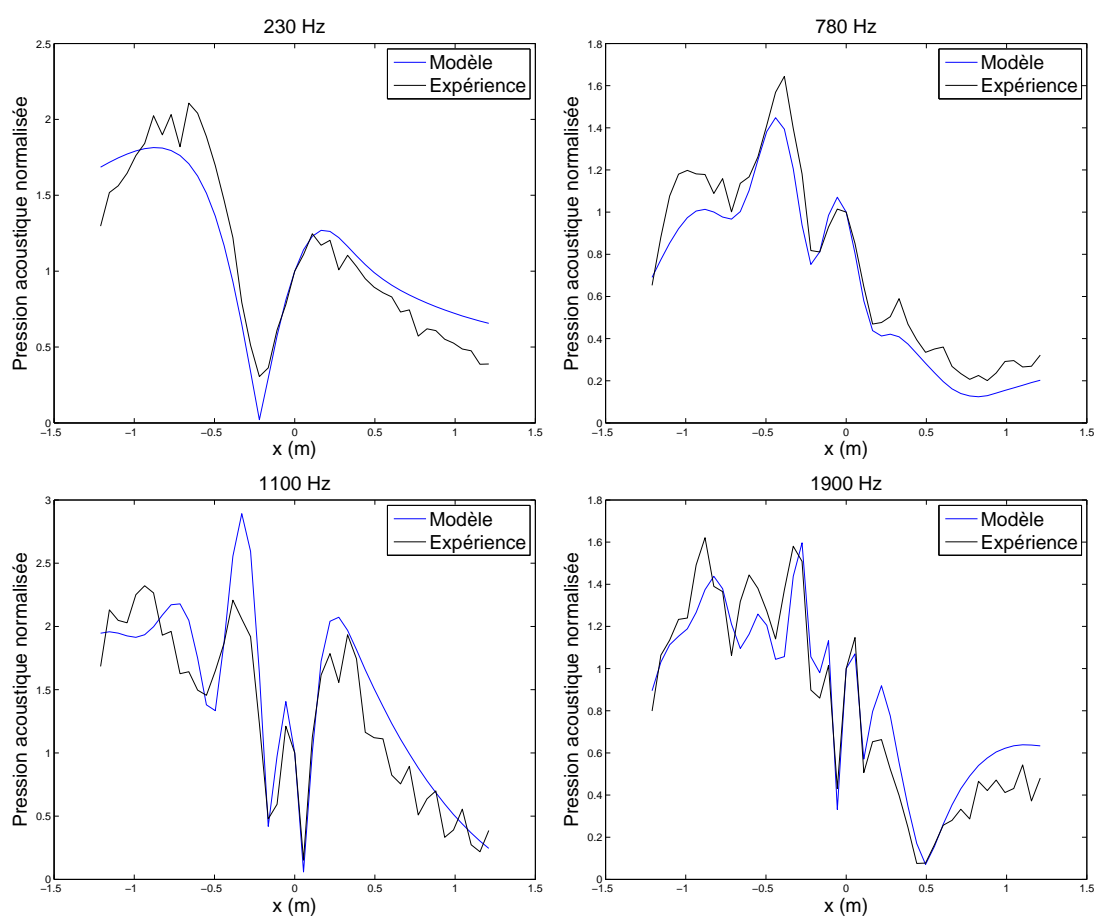 230 Hz
2.5
2
1.5
1
0.5
0
−1.5 −1 −0.5 0 0.5 1 1.5
x (m)
Pression acoustique normalisée
Modèle
Expérience
780 Hz
1.8
1.6
1.4
1.2
1
0.8
0.6
0.4
0.2
0
−1.5 −1 −0.5 0 0.5 1 1.5
x (m)
Pression acoustique normalisée
Modèle
Expérience
1100 Hz
3
2.5
2
1.5
1
0.5
0
−1.5 −1 −0.5 0 0.5 1 1.5
x (m)
Pression acoustique normalisée
Modèle
Expérience
1900 Hz
1.8
1.6
1.4
1.2
1
0.8
0.6
0.4
0.2
0
−1.5 −1 −0.5 0 0.5 1 1.5
x (m)
Pression acoustique normalisée
Modèle
Expérience